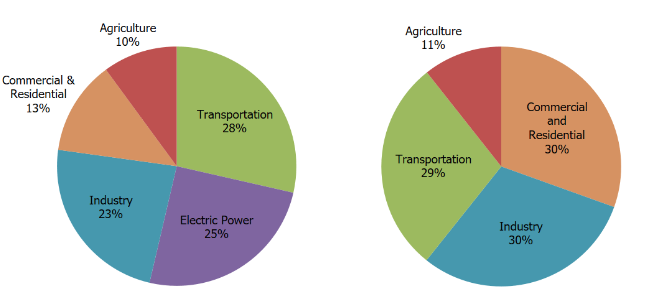 Agriculture
10%
Commercial &
Residential
13%
Transportation
28%
Industry
23%
Electric Power
25%
Agriculture
11%
Commercial
and
Residential
30%
Transportation
29%
Industry
30%